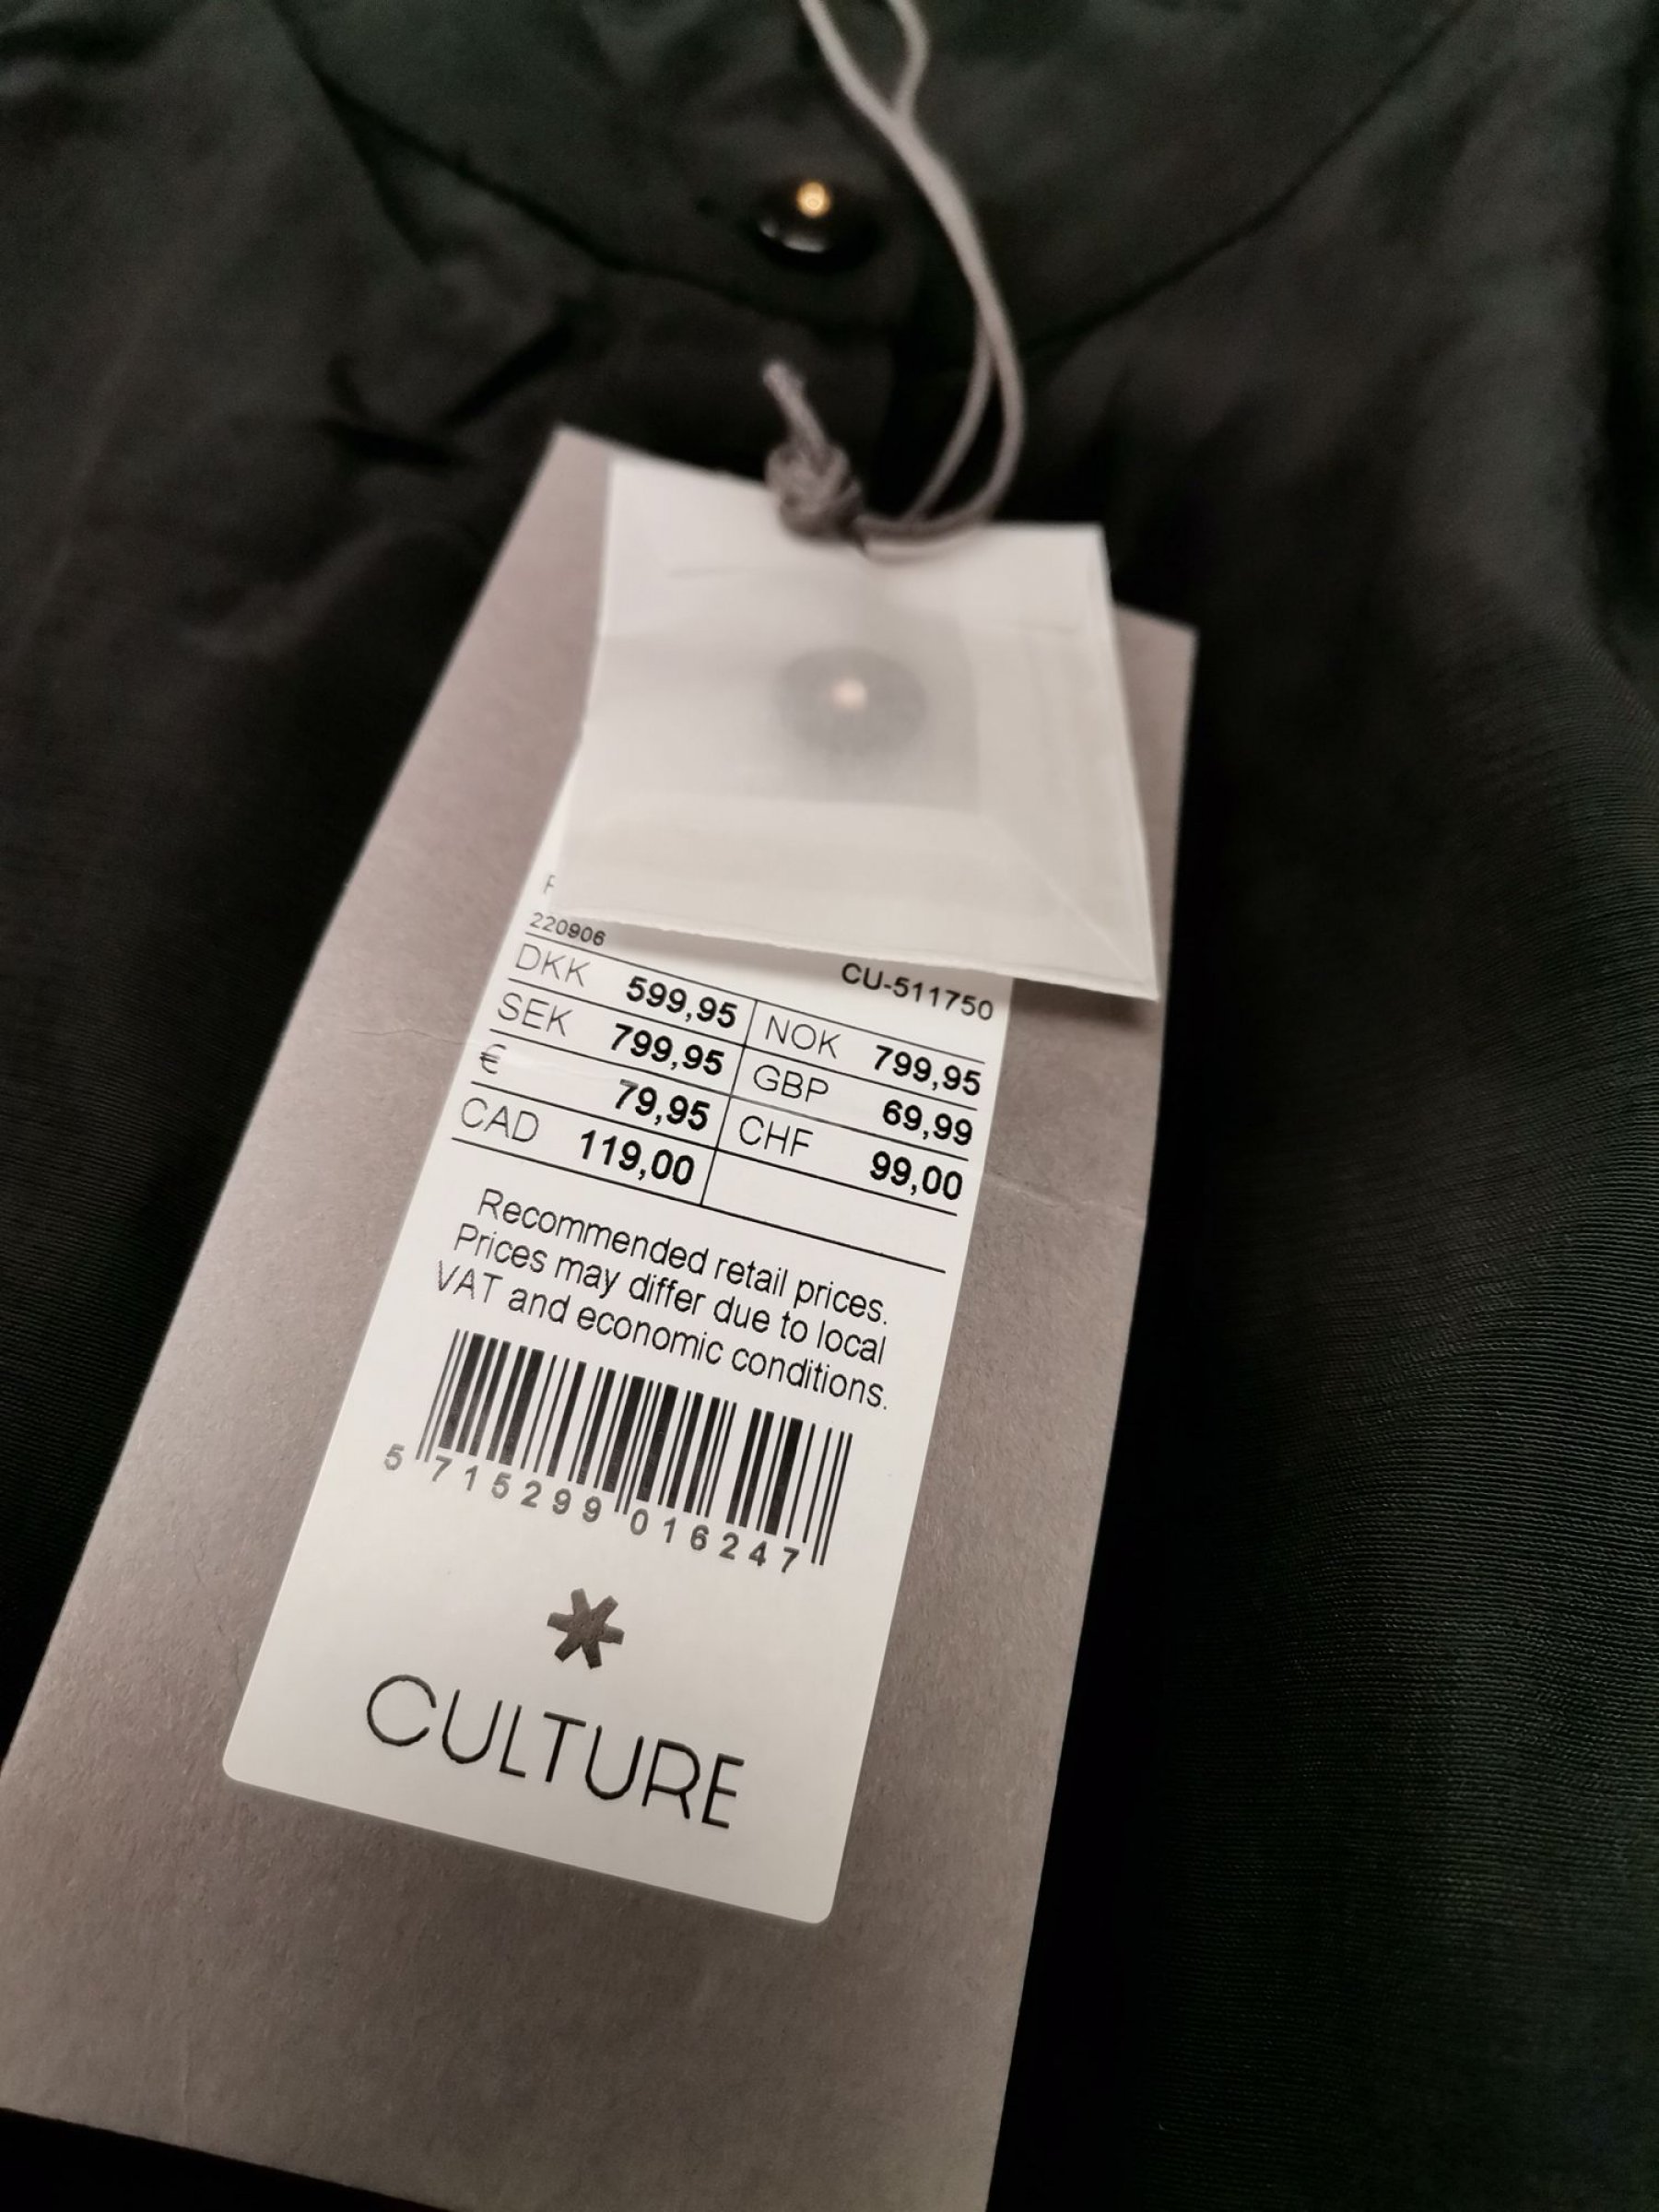 220906
CU-511750
DKK 599,95 NOK 799,95
SEK 799,95 GBP 69,99
€ 79,95 CHF 99,00
CAD 119,00
Recommended retail prices.
Prices may differ due to local
VAT and economic conditions.
5 715299 016247
CULTURE